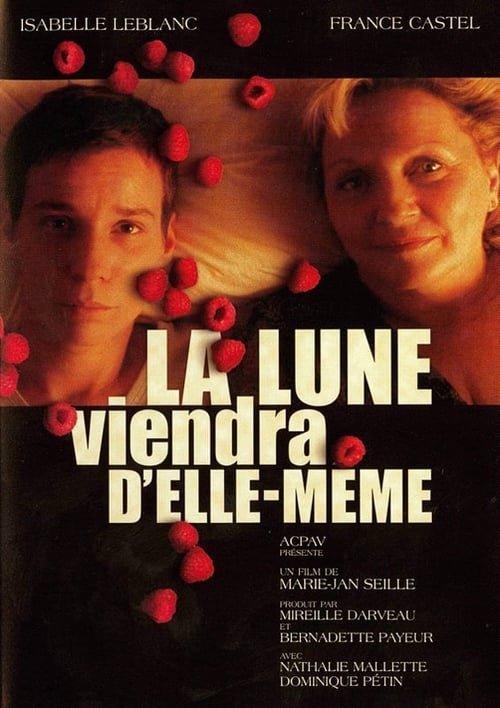 ISABELLE LEBLANC FRANCE CASTEL
LA LUNE
viendra
D'ELLE-MEME
ACPAV
PRÉSENTE
UN FILM DE
MARIE-JAN SEILLE
PRODUIT PAR
MIREILLE DARVEAU
ET
BERNADETTE PAYEUR
AVEC
NATHALIE MALLETTE
DOMINIQUE PÉTIN